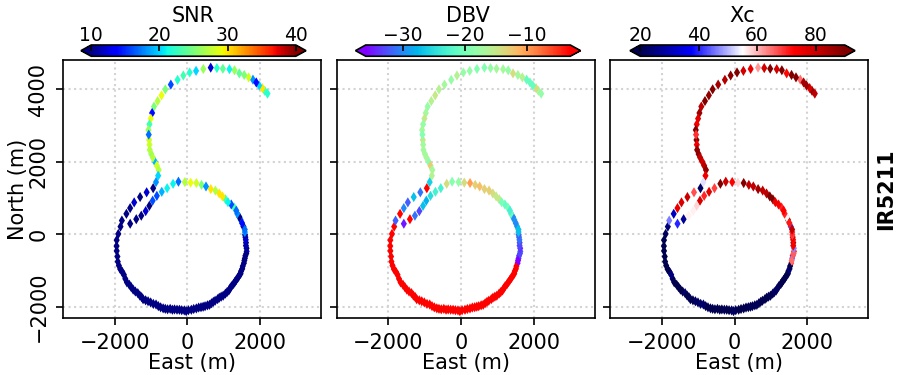 SNR DBV Xc
10 20 30 40 −30 −20 −10 20 40 60 80
4000
2000
0
−2000
North (m)
IR5211
−2000 0 2000 −2000 0 2000 −2000 0 2000
East (m) East (m) East (m)